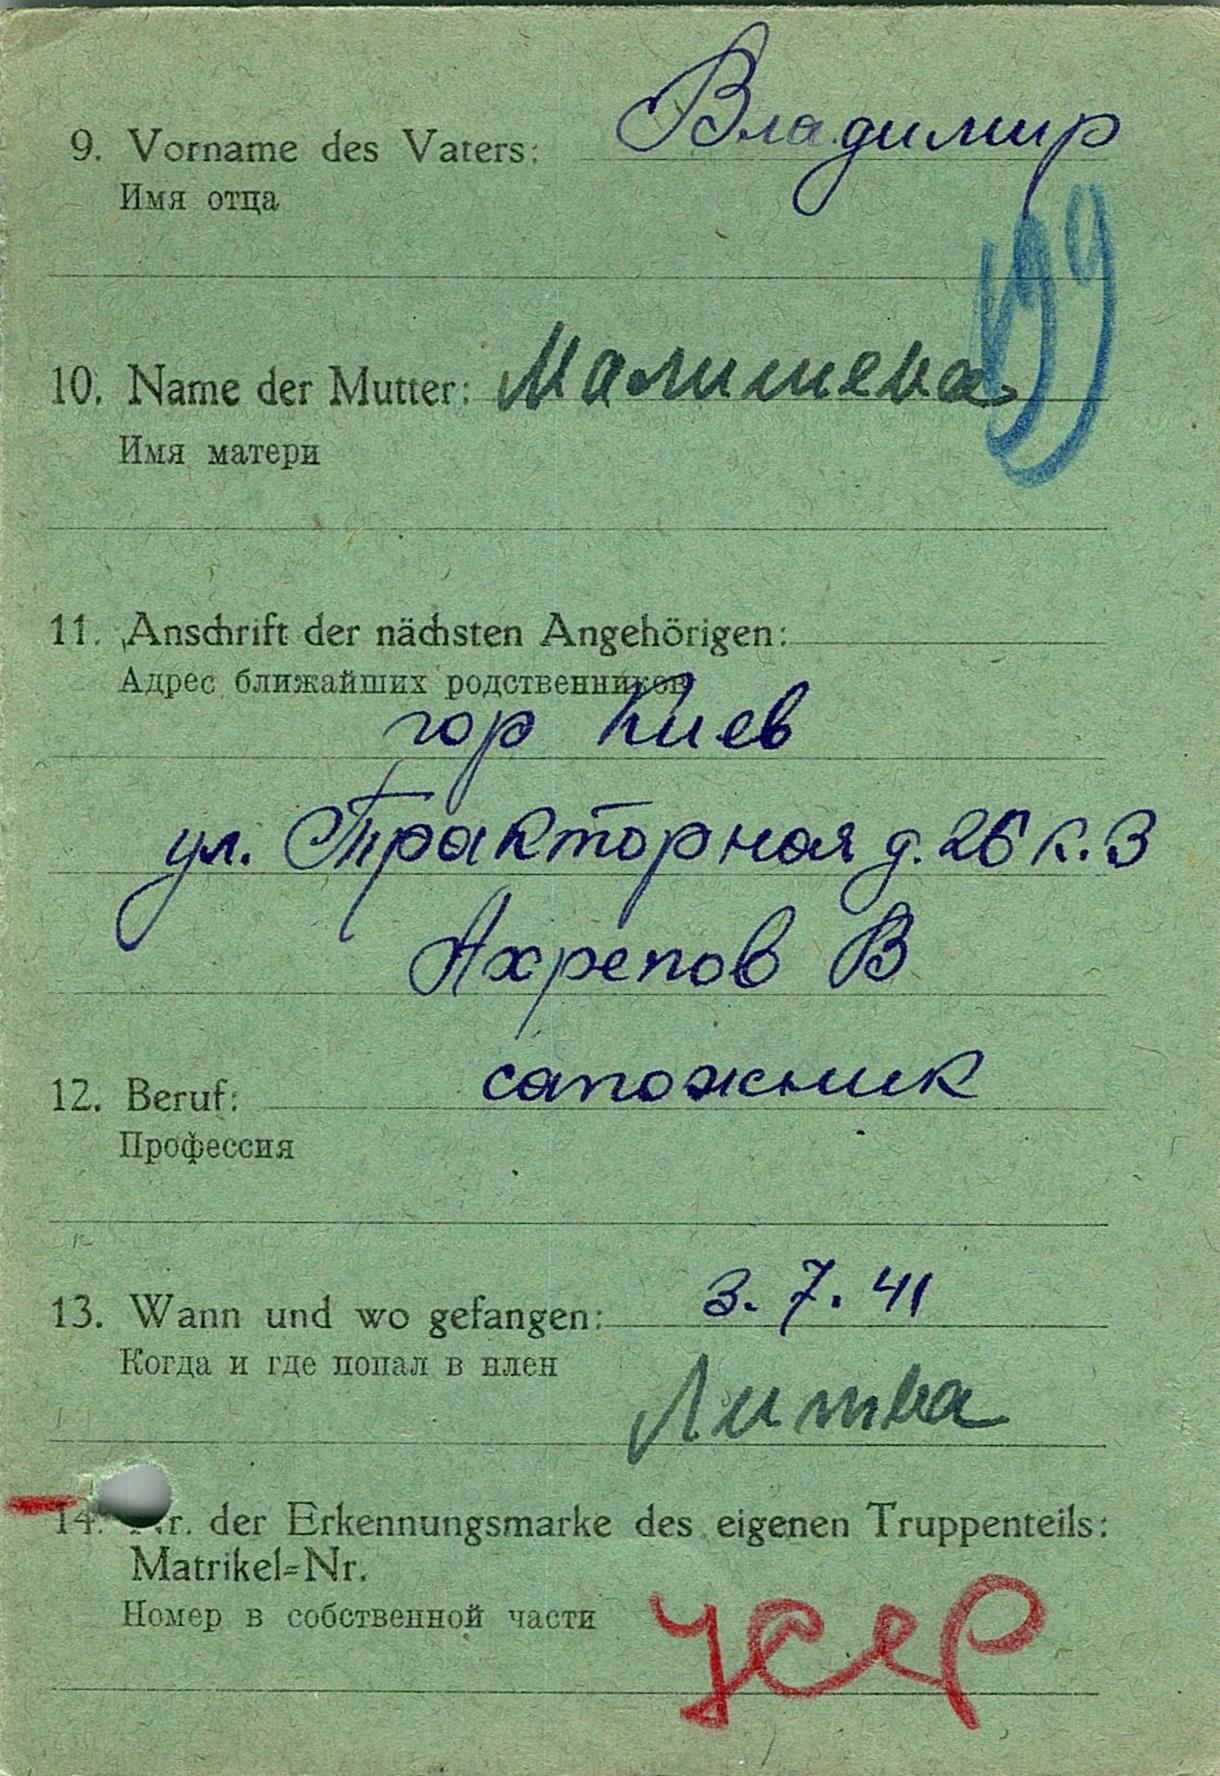 9. Vorname des Vaters: Владимир
Имя отца
99
10. Name der Mutter: Малишева
Имя матери
11. Anschrift der nächsten Angehörigen:
Адрес ближайших родственников
гор Киев
ул. Тракторная д. 26 к. 3
Ахрепов В
12. Beruf: сапожник
Профессия
13. Wann und wo gefangen: 3. 7. 41
Когда и где попал в плен
Литва
14. Nr. der Erkennungsmarke des eigenen Truppenteils:
Matrikel-Nr.
Номер в собственной части